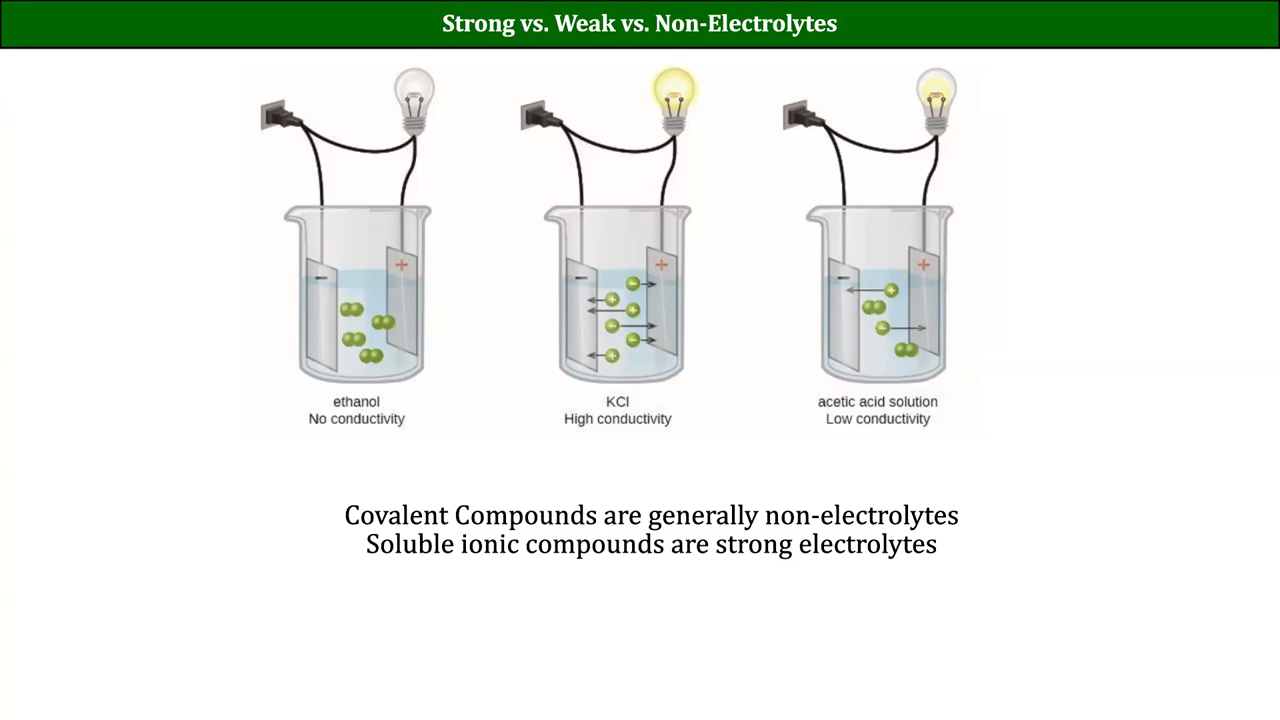 Strong vs. Weak vs. Non-Electrolytes
ethanol
No conductivity
KCl
High conductivity
acetic acid solution
Low conductivity
Covalent Compounds are generally non-electrolytes
Soluble ionic compounds are strong electrolytes